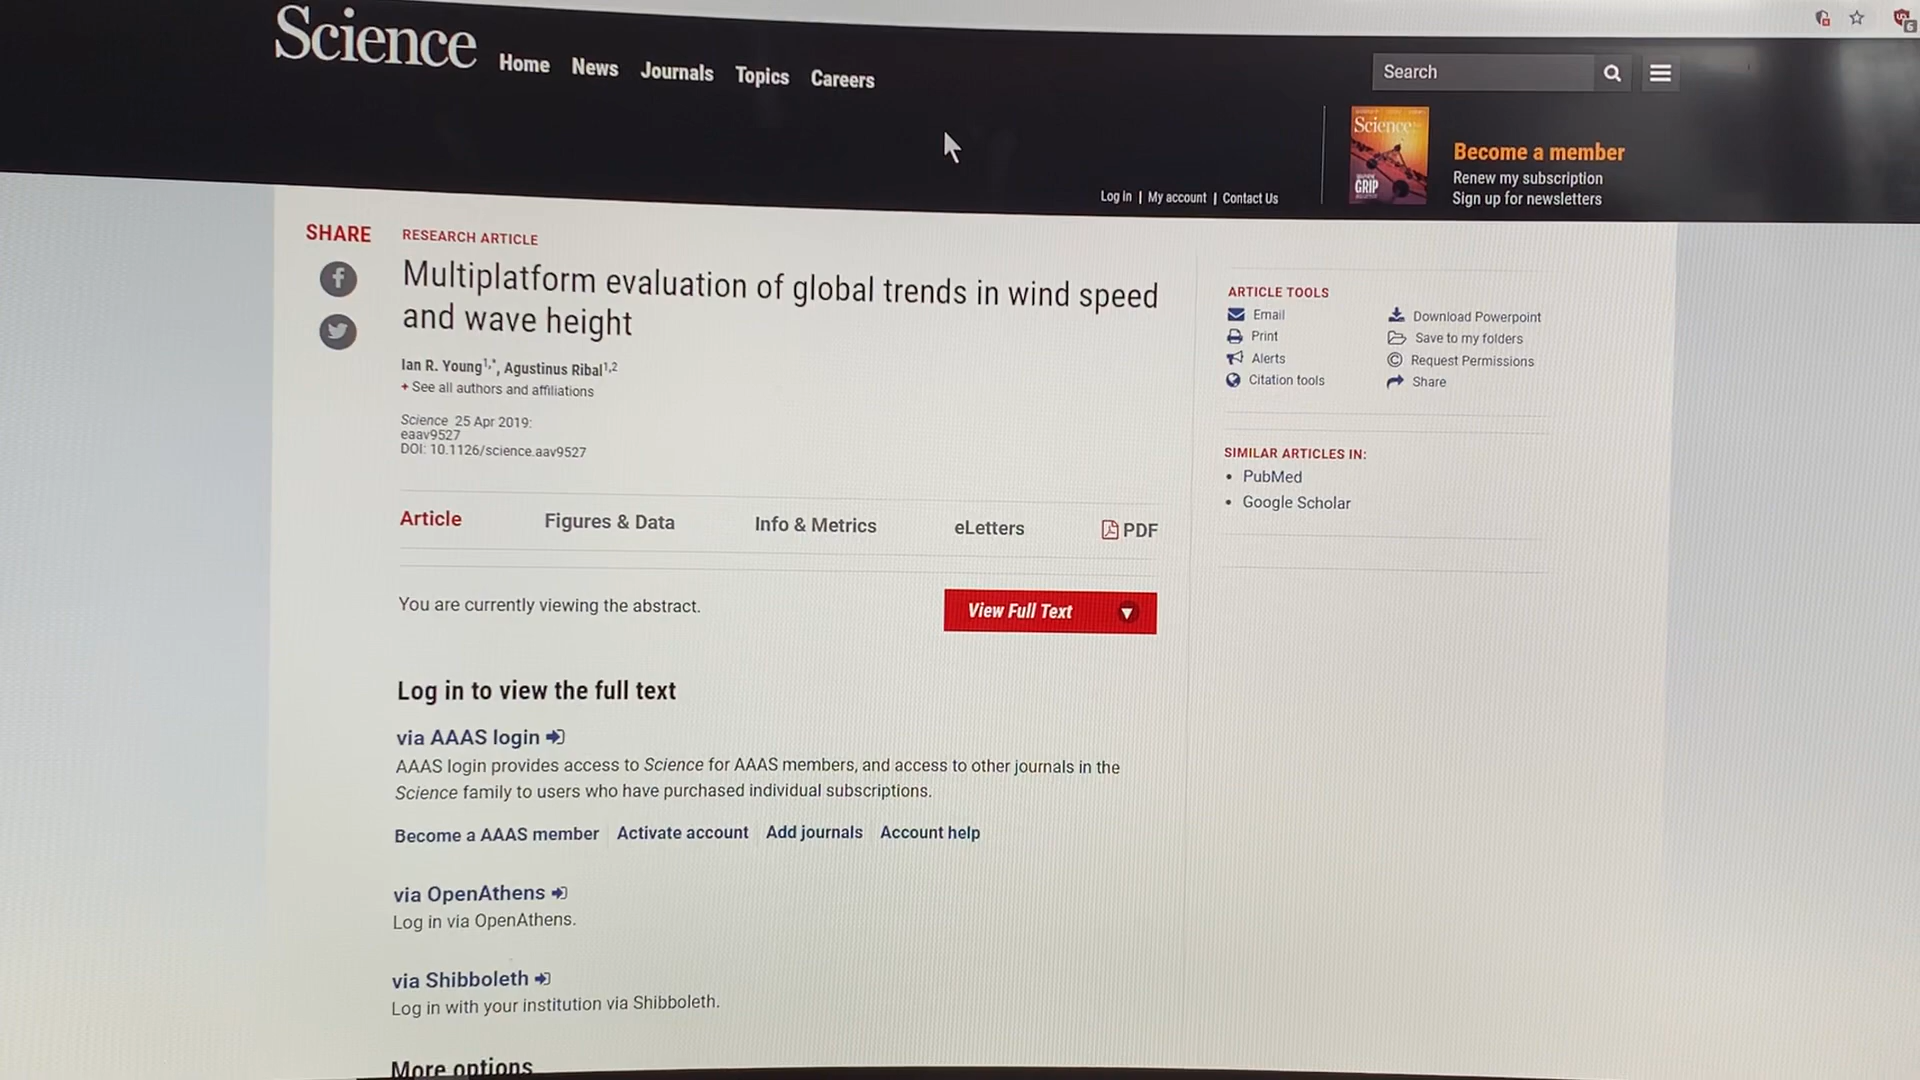 Science
Home News Journals Topics Careers
Search
Science
GRIP
Become a member
Renew my subscription
Sign up for newsletters
Log in | My account | Contact Us
SHARE
RESEARCH ARTICLE
Multiplatform evaluation of global trends in wind speed
and wave height
Ian R. Young1,*, Agustinus Ribal1,2
+ See all authors and affiliations
Science 25 Apr 2019:
eaav9527
DOI: 10.1126/science.aav9527
Article Figures & Data Info & Metrics eLetters PDF
You are currently viewing the abstract.
View Full Text
Log in to view the full text
via AAAS login
AAAS login provides access to Science for AAAS members, and access to other journals in the
Science family to users who have purchased individual subscriptions.
Become a AAAS member Activate account Add journals Account help
via OpenAthens
Log in via OpenAthens.
via Shibboleth
Log in with your institution via Shibboleth.
More options
ARTICLE TOOLS
Email
Print
Alerts
Citation tools
Download Powerpoint
Save to my folders
Request Permissions
Share
SIMILAR ARTICLES IN:
• PubMed
• Google Scholar
6